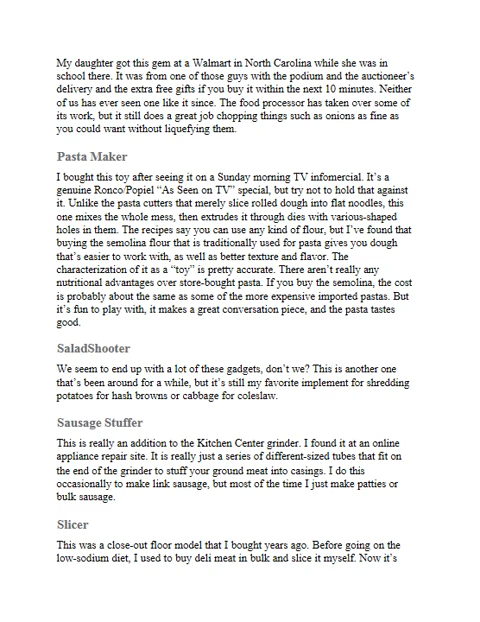 My daughter got this gem at a Walmart in North Carolina while she was in
school there. It was from one of those guys with the podium and the auctioneer’s
delivery and the extra free gifts if you buy it within the next 10 minutes. Neither
of us has ever seen one like it since. The food processor has taken over some of
its work, but it still does a great job chopping things such as onions as fine as
you could want without liquefying them.
Pasta Maker
I bought this toy after seeing it on a Sunday morning TV infomercial. It’s a
genuine Ronco/Popiel “As Seen on TV” special, but try not to hold that against
it. Unlike the pasta cutters that merely slice rolled dough into flat noodles, this
one mixes the whole mess, then extrudes it through dies with various-shaped
holes in them. The recipes say you can use any kind of flour, but I’ve found that
buying the semolina flour that is traditionally used for pasta gives you dough
that’s easier to work with, as well as better texture and flavor. The
characterization of it as a “toy” is pretty accurate. There aren’t really any
nutritional advantages over store-bought pasta. If you buy the semolina, the cost
is probably about the same as some of the more expensive imported pastas. But
it’s fun to play with, it makes a great conversation piece, and the pasta tastes
good.
SaladShooter
We seem to end up with a lot of these gadgets, don’t we? This is another one
that’s been around for a while, but it’s still my favorite implement for shredding
potatoes for hash browns or cabbage for coleslaw.
Sausage Stuffer
This is really an addition to the Kitchen Center grinder. I found it at an online
appliance repair site. It is really just a series of different-sized tubes that fit on
the end of the grinder to stuff your ground meat into casings. I do this
occasionally to make link sausage, but most of the time I just make patties or
bulk sausage.
Slicer
This was a close-out floor model that I bought years ago. Before going on the
low-sodium diet, I used to buy deli meat in bulk and slice it myself. Now it’s